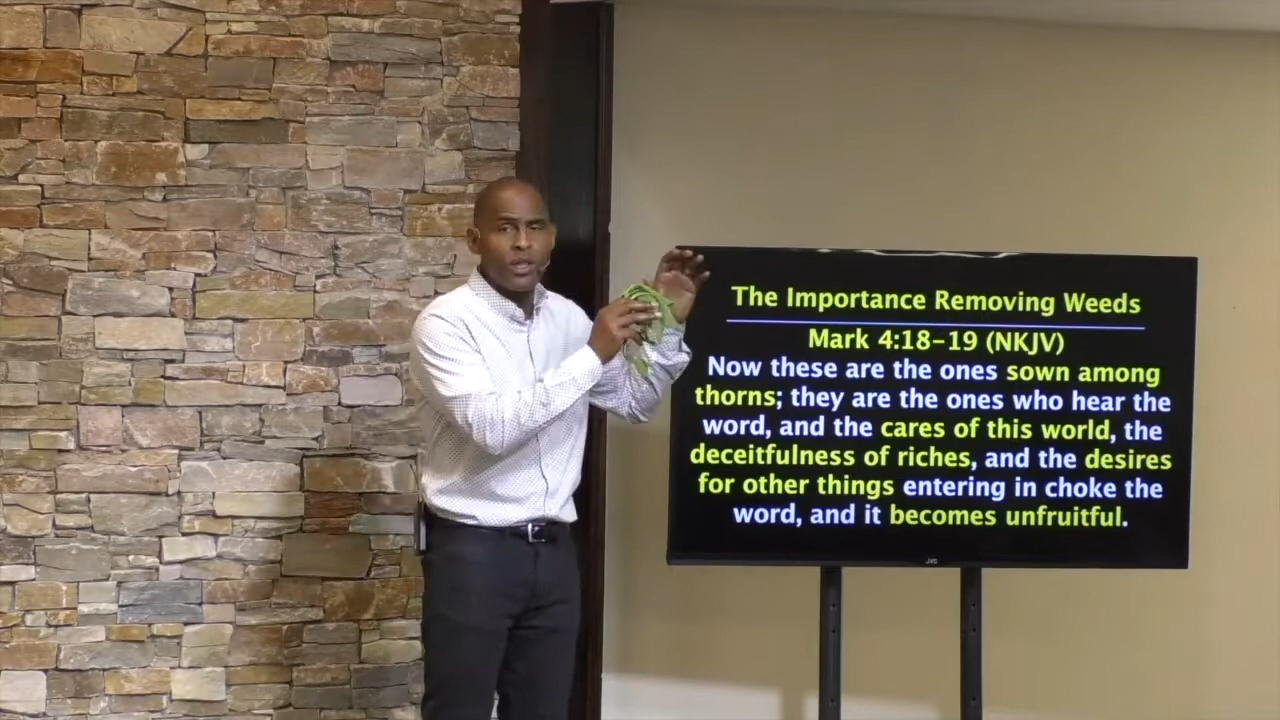 The Importance Removing Weeds
Mark 4:18-19 (NKJV)
Now these are the ones sown among
thorns; they are the ones who hear the
word, and the cares of this world, the
deceitfulness of riches, and the desires
for other things entering in choke the
word, and it becomes unfruitful.
JVC